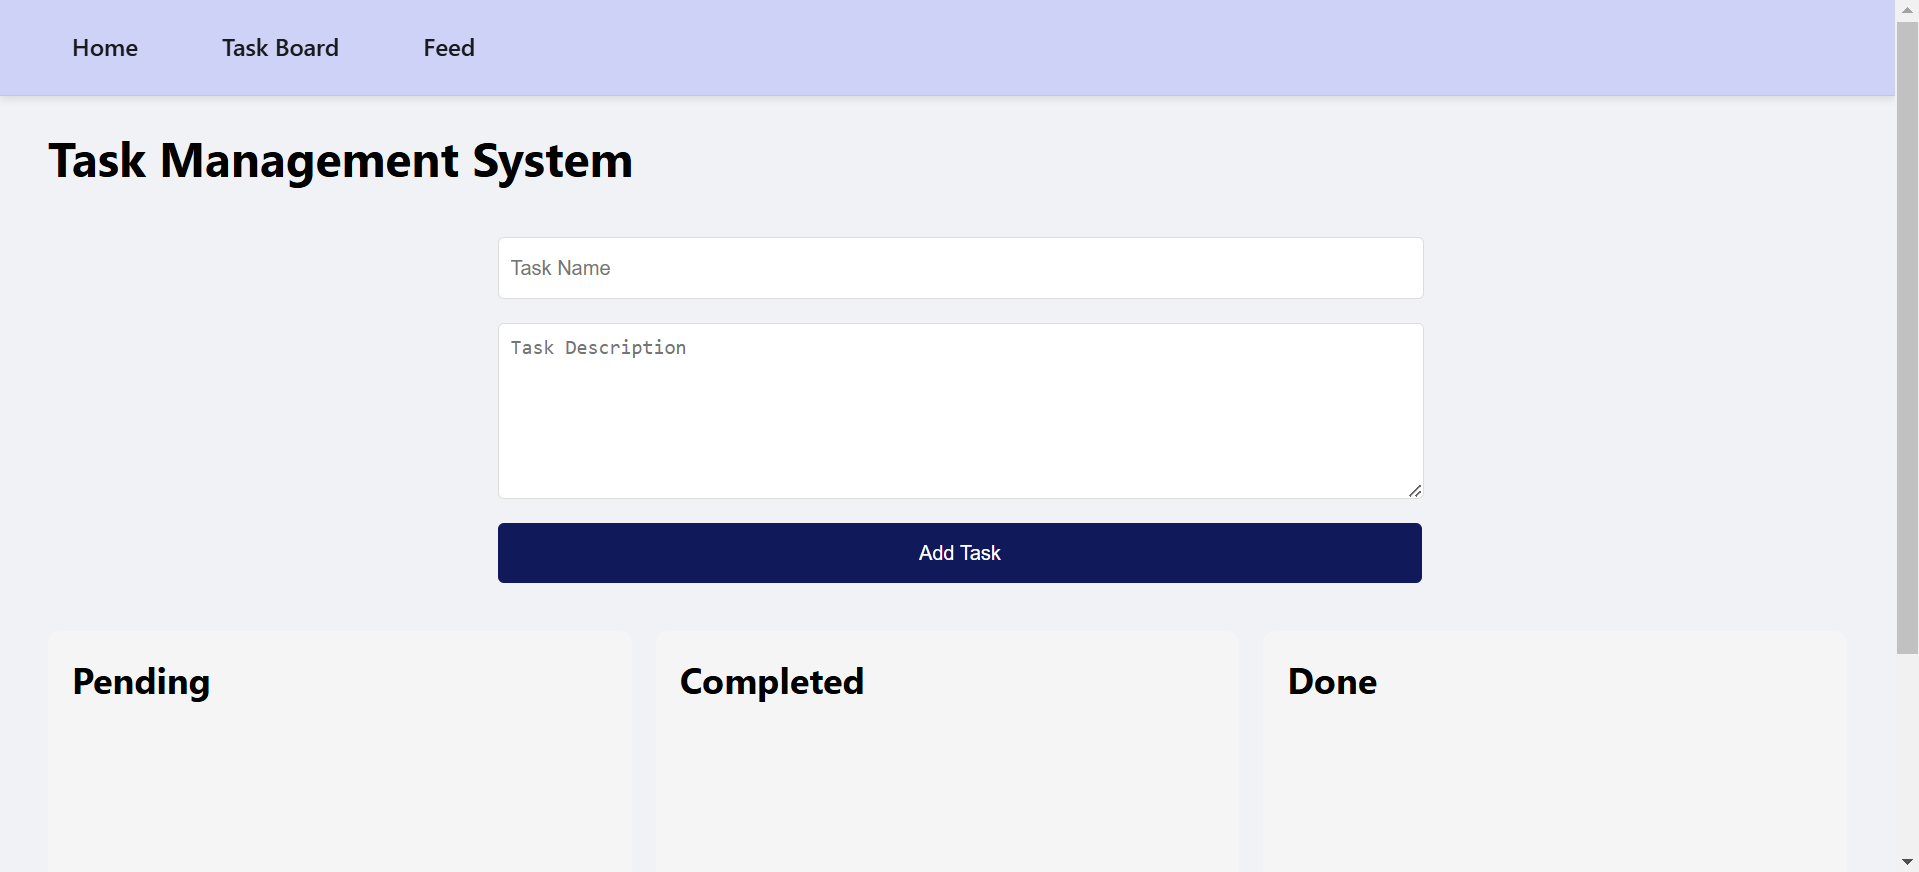 Home Task Board Feed
Task Management System
Task Name
Task Description
Add Task
Pending Completed Done